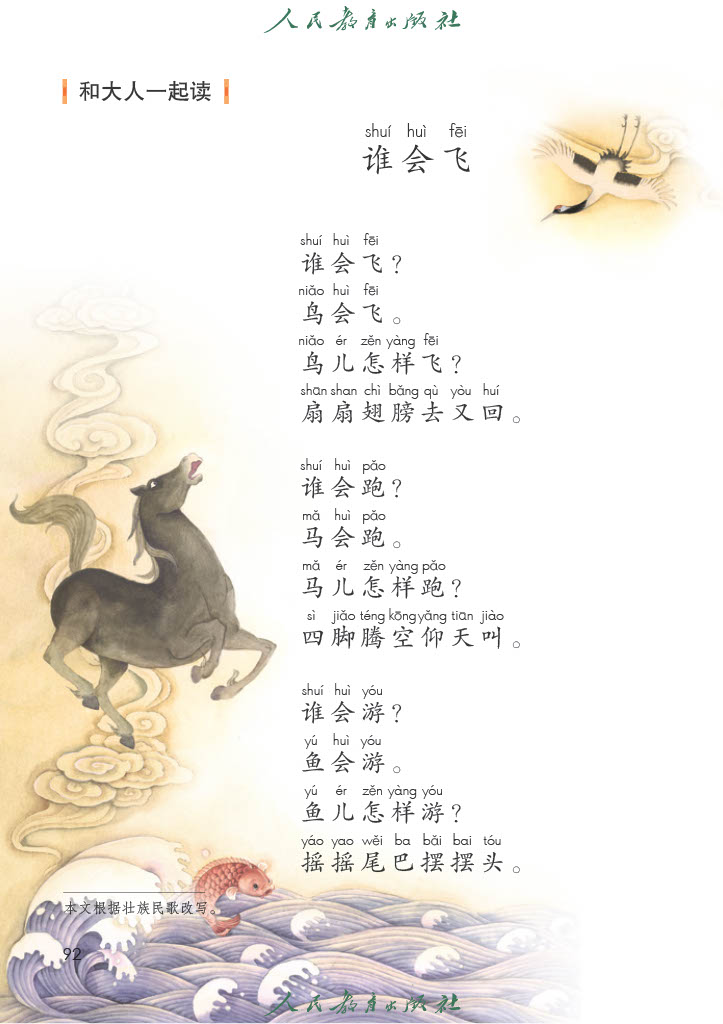 人民教育出版社
和大人一起读
shuí huì fēi
谁会飞
shuí huì fēi
谁会飞？
niǎo huì fēi
鸟会飞。
niǎo ér zěn yàng fēi
鸟儿怎样飞？
shān shan chì bǎng qù yòu huí
扇扇翅膀去又回。
shuí huì pǎo
谁会跑？
mǎ huì pǎo
马会跑。
mǎ ér zěn yàng pǎo
马儿怎样跑？
sì jiǎo téng kōng yǎng tiān jiào
四脚腾空仰天叫。
shuí huì yóu
谁会游？
yú huì yóu
鱼会游。
yú ér zěn yàng yóu
鱼儿怎样游？
yáo yao wěi ba bǎi bai tóu
摇摇尾巴摆摆头。
本文根据壮族民歌改写。
92
人民教育出版社